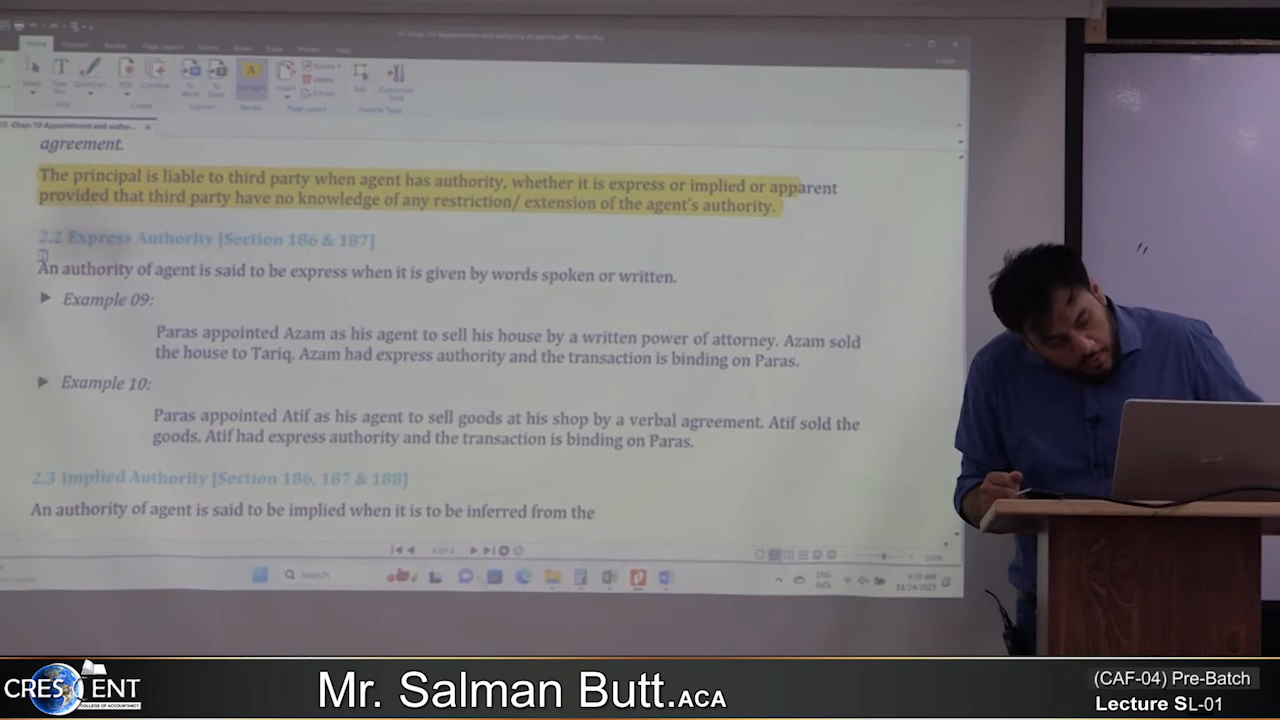 agreement.
The principal is liable to third party when agent has authority, whether it is express or implied or apparent
provided that third party have no knowledge of any restriction/ extension of the agent's authority.
2.2 Express Authority [Section 186 & 187]
An authority of agent is said to be express when it is given by words spoken or written.
Example 09:
Paras appointed Azam as his agent to sell his house by a written power of attorney. Azam sold
the house to Tariq. Azam had express authority and the transaction is binding on Paras.
Example 10:
Paras appointed Atif as his agent to sell goods at his shop by a verbal agreement. Atif sold the
goods. Atif had express authority and the transaction is binding on Paras.
2.3 Implied Authority [Section 186, 187 & 188]
An authority of agent is said to be implied when it is to be inferred from the
Search
CRESCENT
COLLEGE OF ACCOUNTANCY
Mr. Salman Butt.ACA
(CAF-04) Pre-Batch
Lecture SL-01